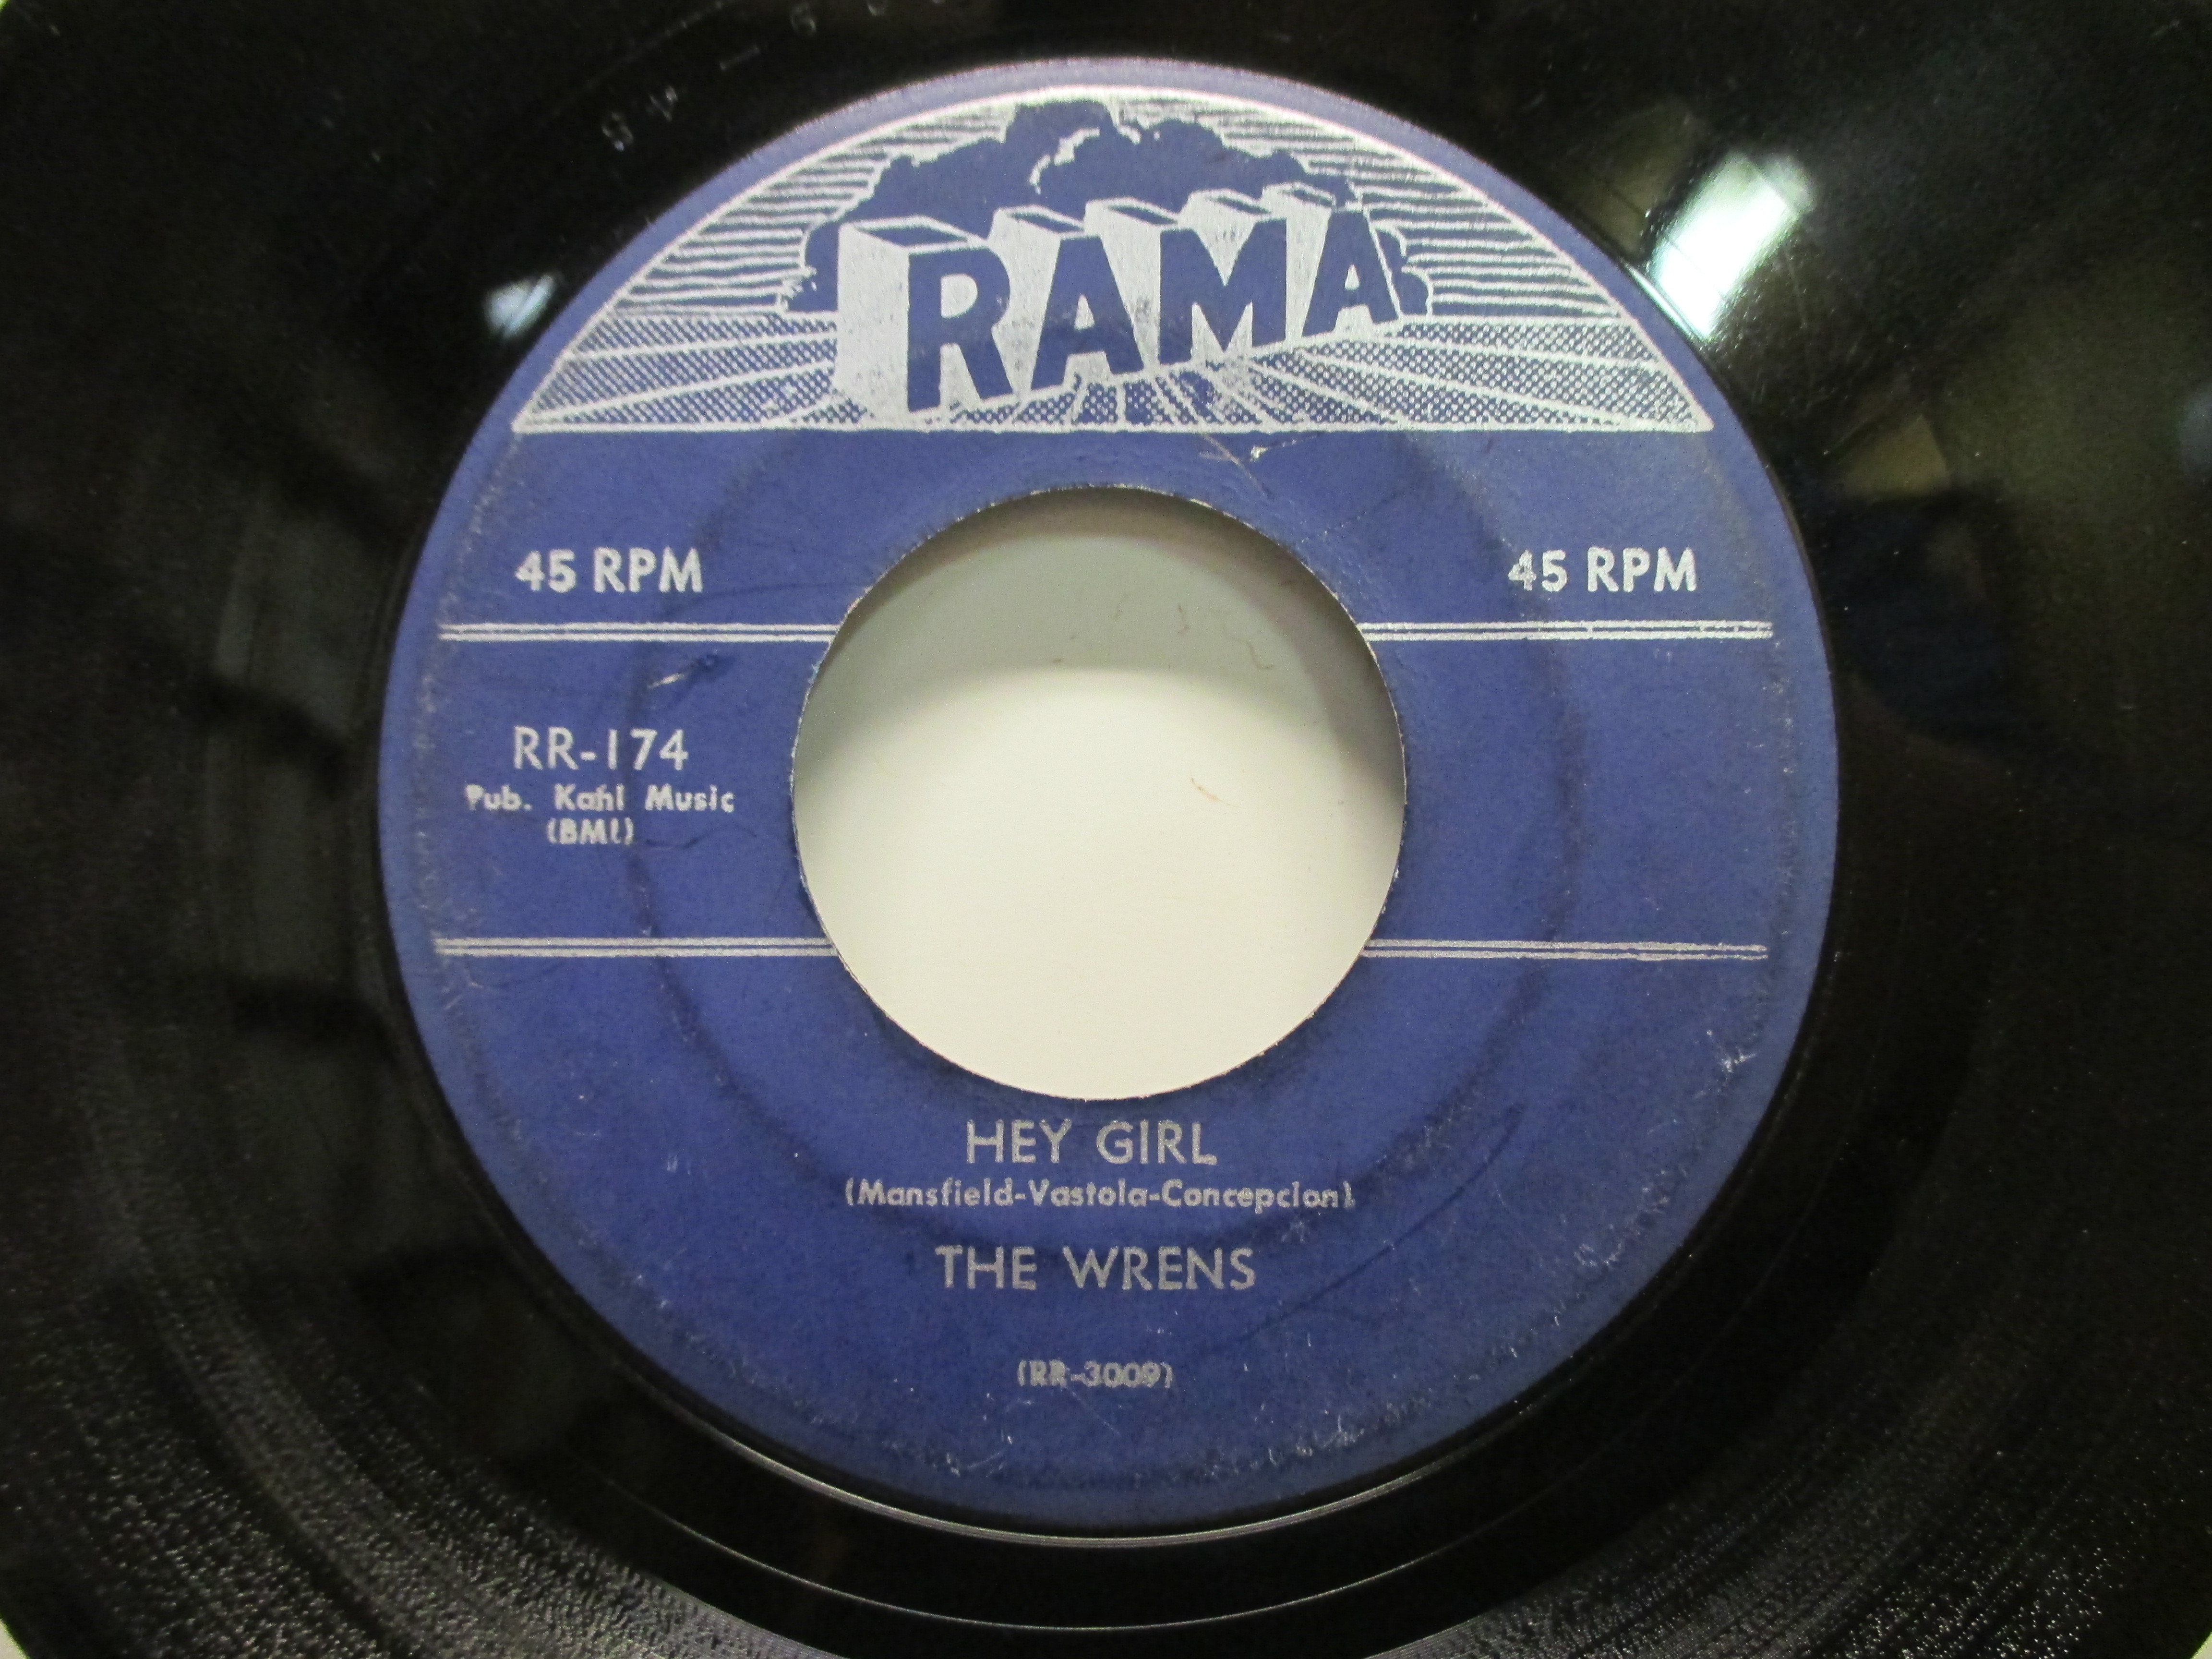 RAMA
45 RPM 45 RPM
RR-174
Pub. Kahl Music
(BMI)
HEY GIRL
(Mansfield-Vastola-Concepcion)
THE WRENS
(RR-3009)